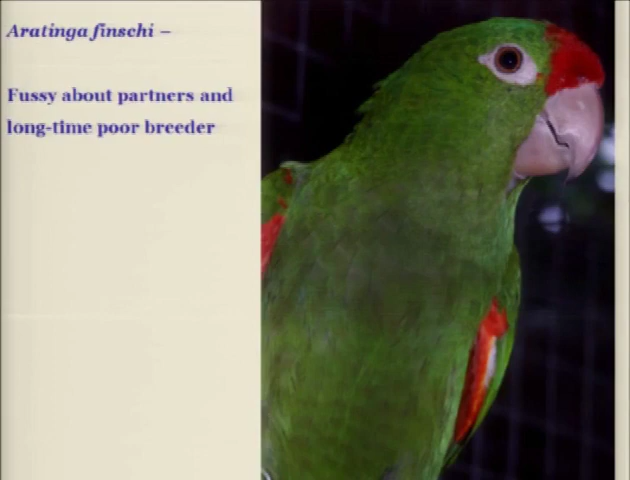 Aratinga finschi –
Fussy about partners and
long-time poor breeder